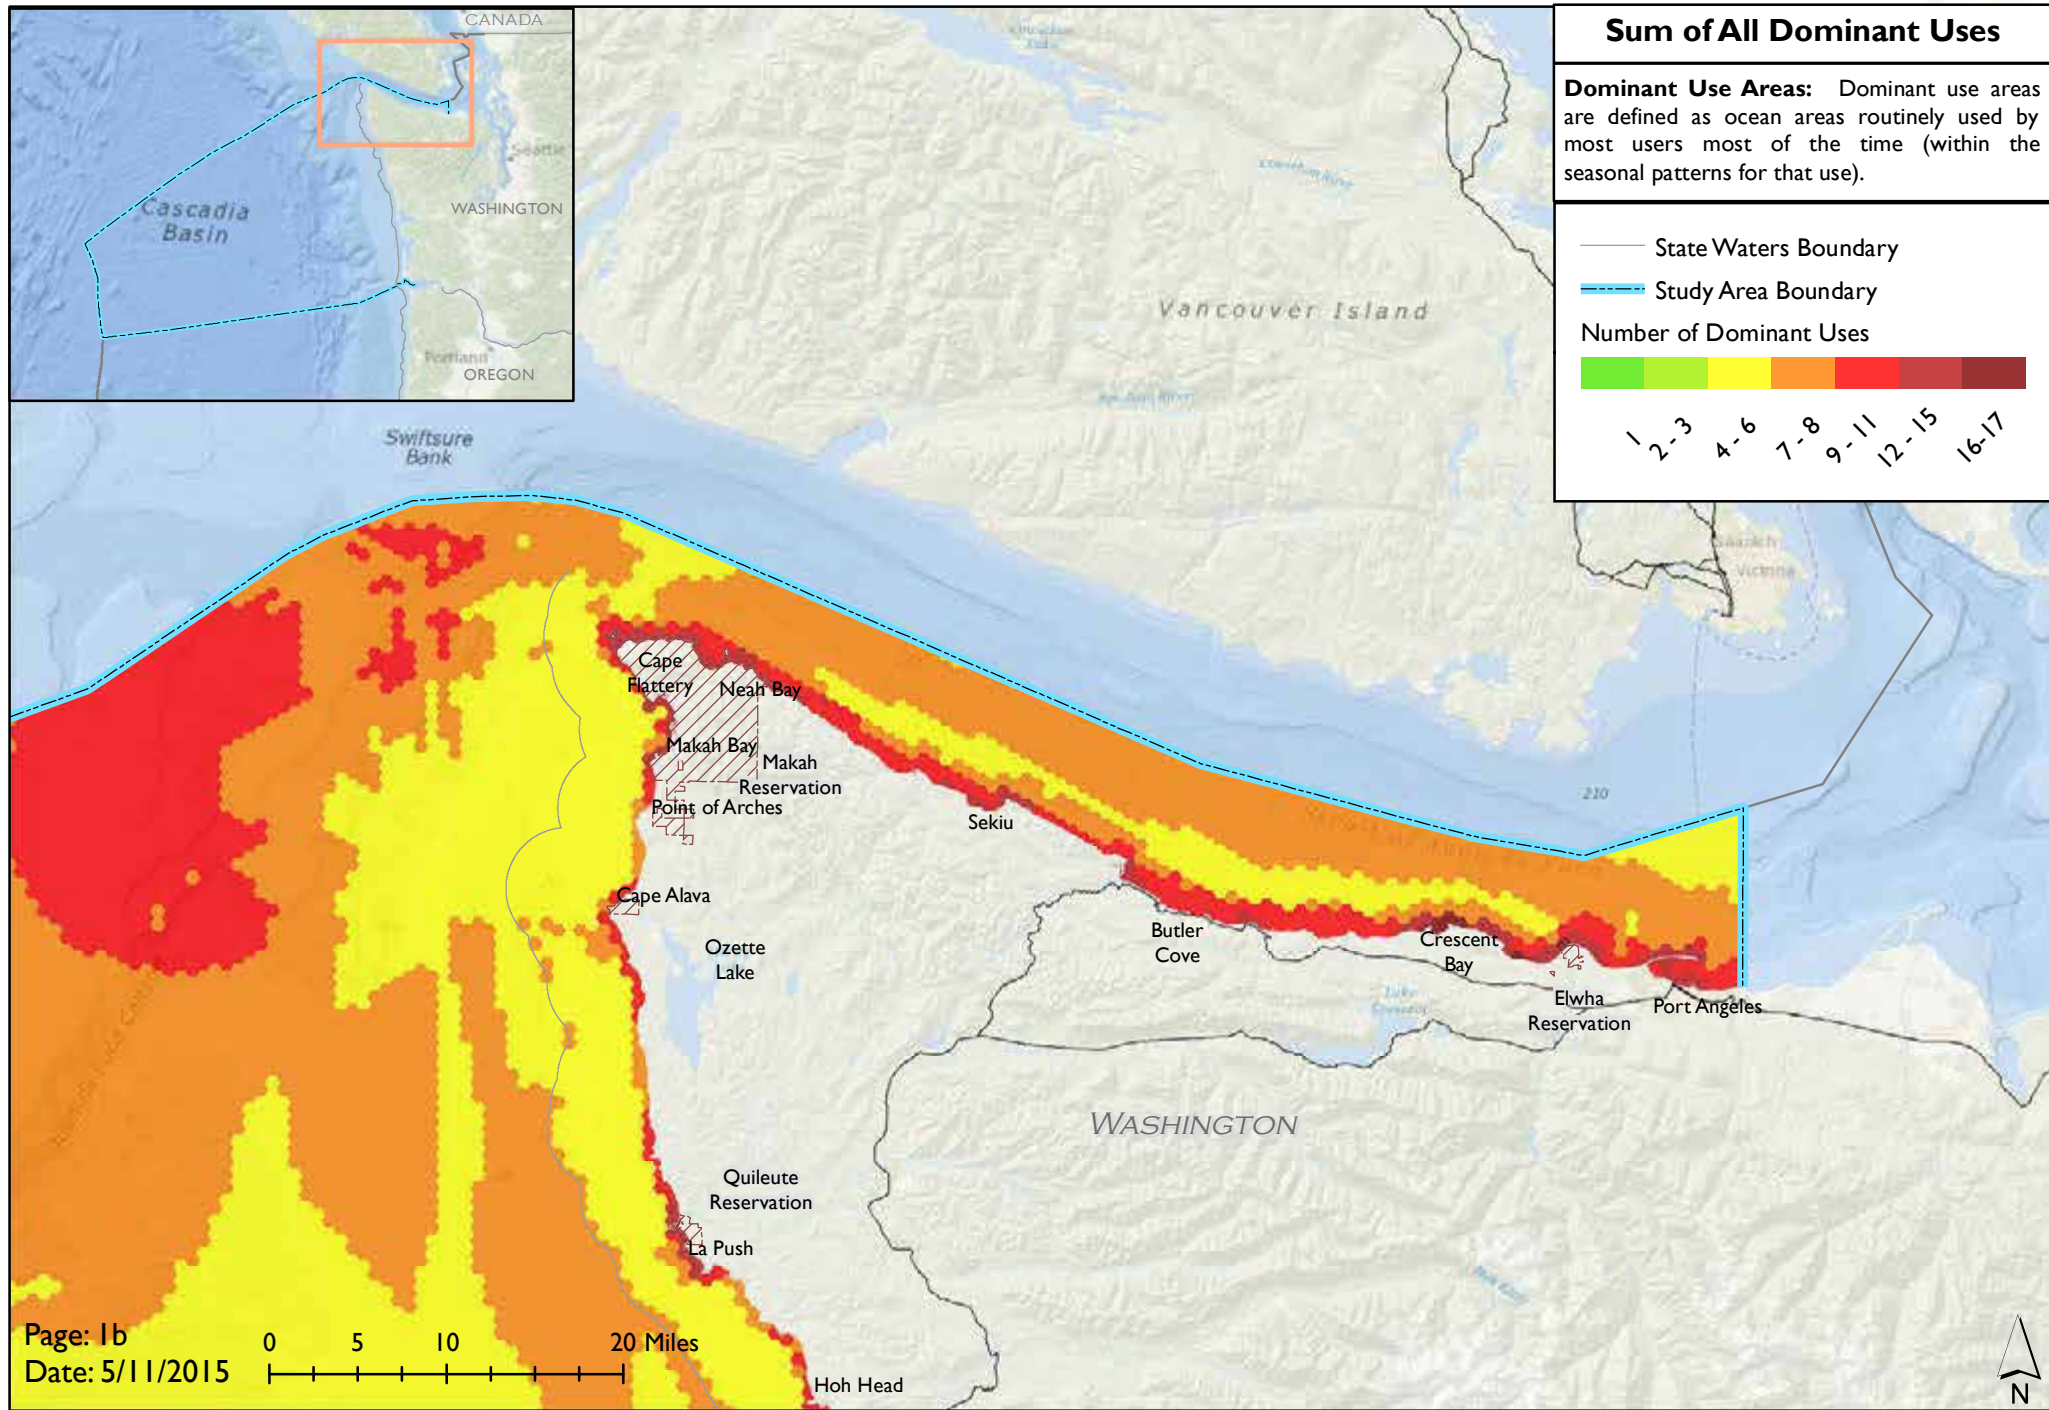 CANADA
Seattle
Cascadia
Basin
WASHINGTON
Portland
OREGON
Sum of All Dominant Uses
Dominant Use Areas: Dominant use areas
are defined as ocean areas routinely used by
most users most of the time (within the
seasonal patterns for that use).
State Waters Boundary
Study Area Boundary
Number of Dominant Uses
1
2 - 3
4 - 6
7 - 8
9 - 11
12 - 15
16-17
Vancouver Island
Swiftsure
Bank
Saanich
Victoria
Cape
Flattery
Neah Bay
Makah Bay
Makah
Reservation
Point of Arches
Sekiu
210
Cape Alava
Ozette
Lake
Butler
Cove
Crescent
Bay
Elwha
Reservation
Port Angeles
Lake
Crescent
WASHINGTON
Quileute
Reservation
La Push
Hoh Head
Page: 1b
Date: 5/11/2015
0 5 10 20 Miles
N